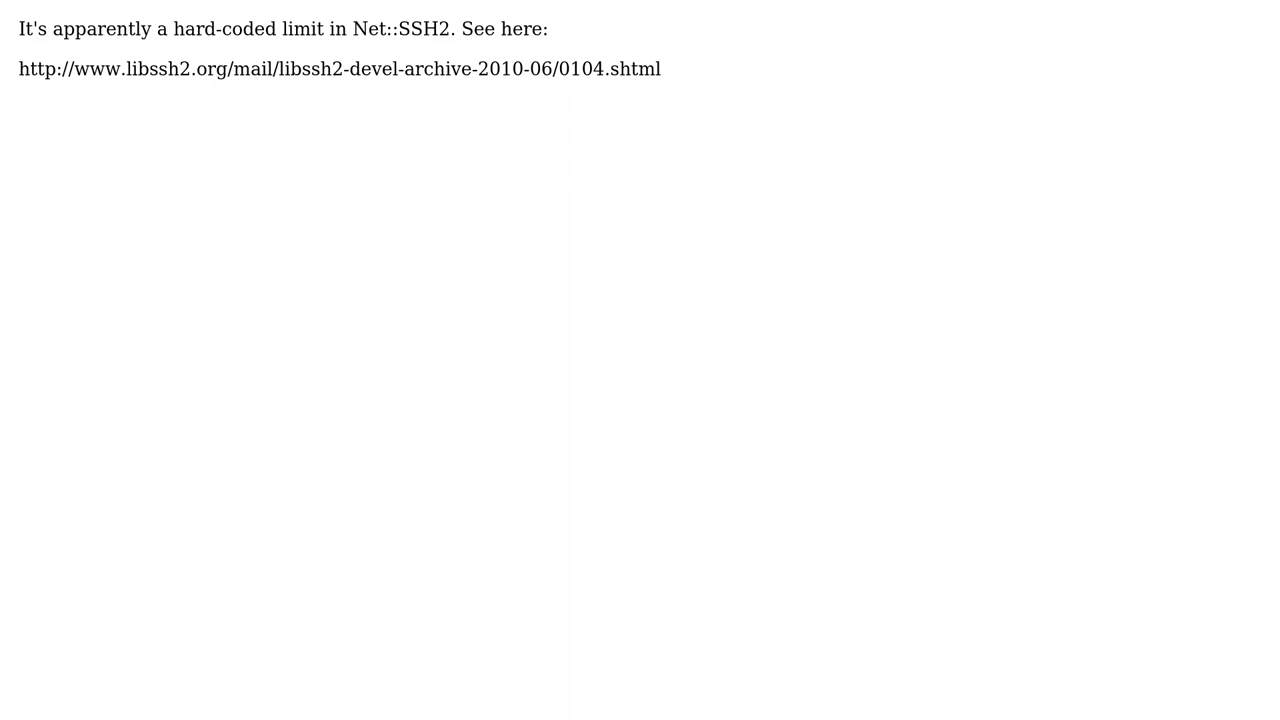 It's apparently a hard-coded limit in Net::SSH2. See here:
http://www.libssh2.org/mail/libssh2-devel-archive-2010-06/0104.shtml